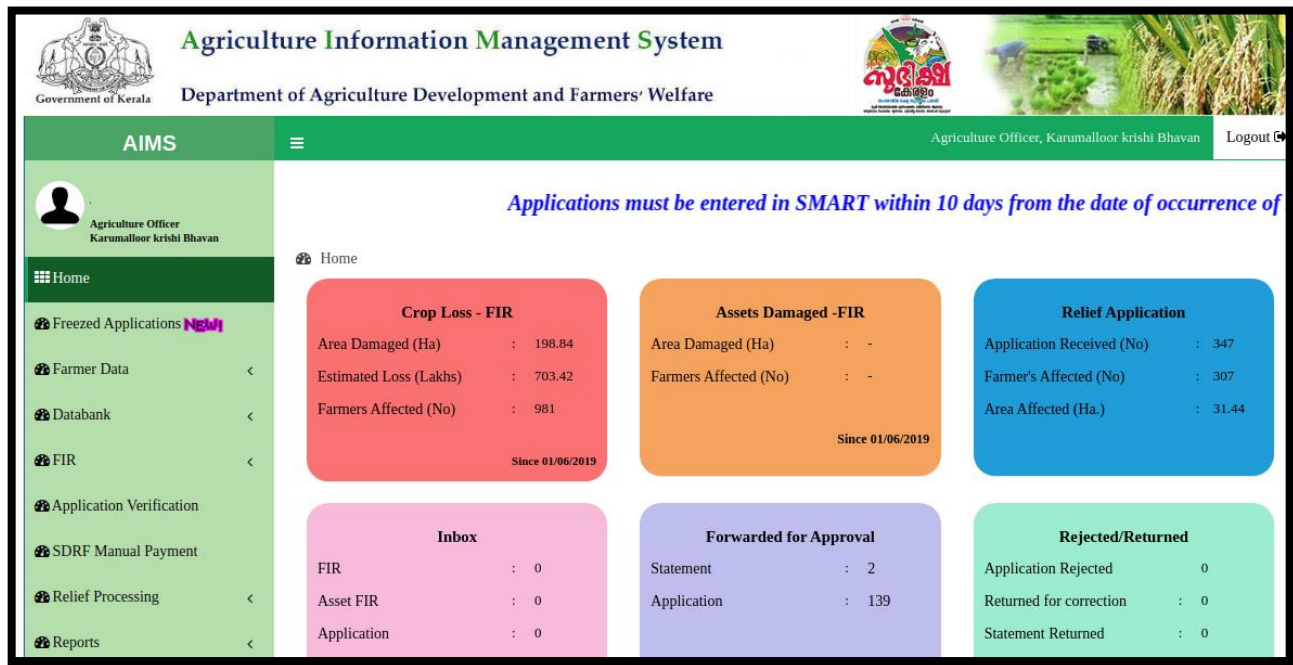 Agriculture Information Management System
Department of Agriculture Development and Farmers' Welfare
Government of Kerala
സുഭിക്ഷ
കേരളം
AIMS
Agriculture Officer, Karumalloor krishi Bhavan
Logout
Agriculture Officer
Karumalloor krishi Bhavan
Applications must be entered in SMART within 10 days from the date of occurrence of
Home
Freezed Applications NEW!
Farmer Data
Databank
FIR
Application Verification
SDRF Manual Payment
Relief Processing
Reports
Home
Crop Loss - FIR
Area Damaged (Ha) : 198.84
Estimated Loss (Lakhs) : 703.42
Farmers Affected (No) : 981
Since 01/06/2019
Assets Damaged -FIR
Area Damaged (Ha) : -
Farmers Affected (No) : -
Since 01/06/2019
Relief Application
Application Received (No) : 347
Farmer's Affected (No) : 307
Area Affected (Ha.) : 31.44
Inbox
FIR : 0
Asset FIR : 0
Application : 0
Forwarded for Approval
Statement : 2
Application : 139
Rejected/Returned
Application Rejected 0
Returned for correction : 0
Statement Returned : 0